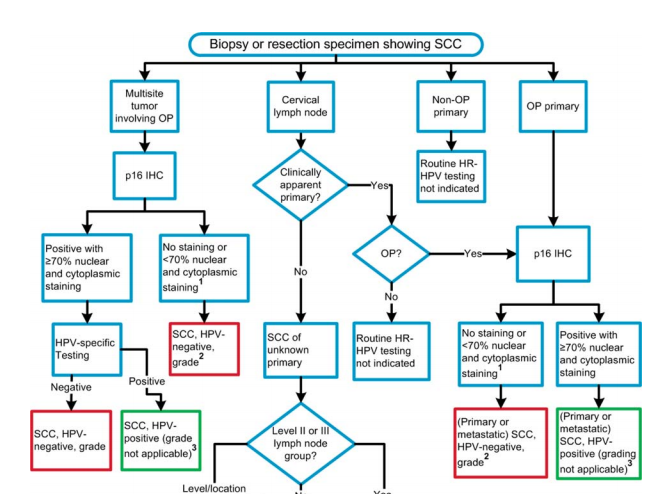 Biopsy or resection specimen showing SCC
Multisite
tumor
involving OP
Cervical
lymph node
Non-OP
primary
OP primary
p16 IHC
Clinically
apparent
primary?
Yes
Routine HR-
HPV testing
not indicated
Positive with
≥70% nuclear
and cytoplasmic
staining
No staining or
<70% nuclear
and cytoplasmic
staining1
No
OP?
Yes
p16 IHC
No
HPV-specific
Testing
SCC, HPV-
negative,
grade2
SCC of
unknown
primary
Routine HR-
HPV testing
not indicated
No staining or
<70% nuclear
and cytoplasmic
staining1
Positive with
≥70% nuclear
and cytoplasmic
staining
Negative
Positive
SCC, HPV-
negative, grade
SCC, HPV-
positive (grade
not applicable)3
Level II or III
lymph node
group?
(Primary or
metastatic) SCC,
HPV-negative,
grade2
(Primary or
metastatic)
SCC, HPV-
positive (grading
not applicable)3
Level/location